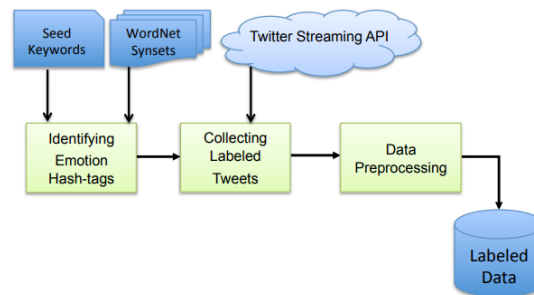 Seed
Keywords
WordNet
Synsets
Twitter Streaming API
Identifying
Emotion
Hash-tags
Collecting
Labeled
Tweets
Data
Preprocessing
Labeled
Data